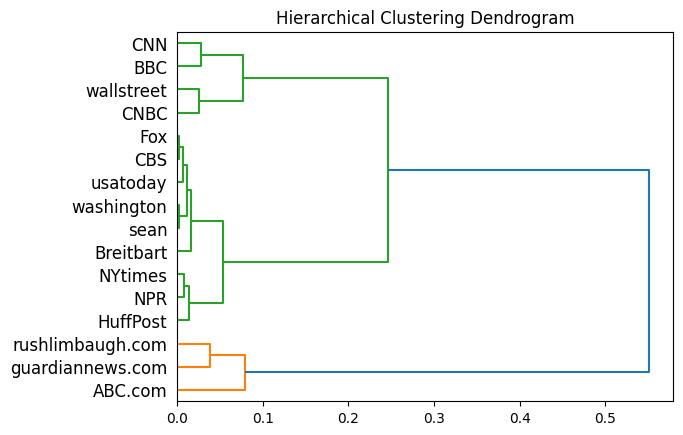 Hierarchical Clustering Dendrogram
CNN
BBC
wallstreet
CNBC
Fox
CBS
usatoday
washington
sean
Breitbart
NYtimes
NPR
HuffPost
rushlimbaugh.com
guardiannews.com
ABC.com
0.0 0.1 0.2 0.3 0.4 0.5